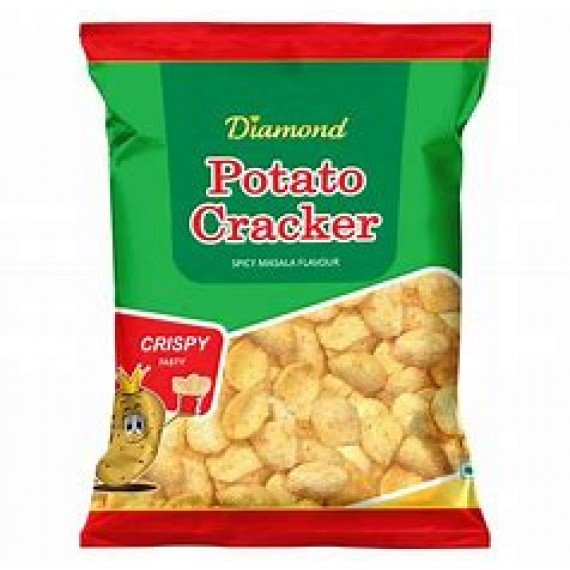 Diamond
Potato
Cracker
SPICY MASALA FLAVOUR
CRISPY
TASTY